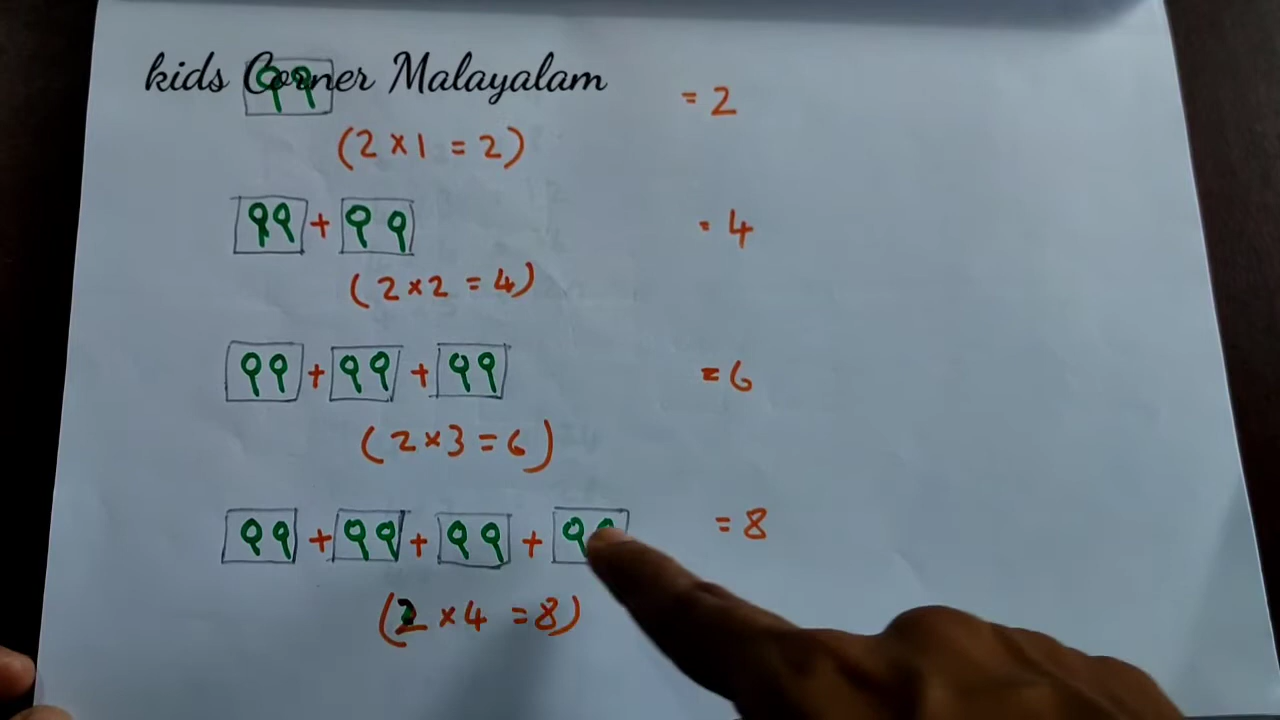 kids Corner Malayalam
= 2
(2 × 1 = 2)
+ = 4
(2 × 2 = 4)
+ + = 6
(2 × 3 = 6)
+ + + = 8
(2 × 4 = 8)